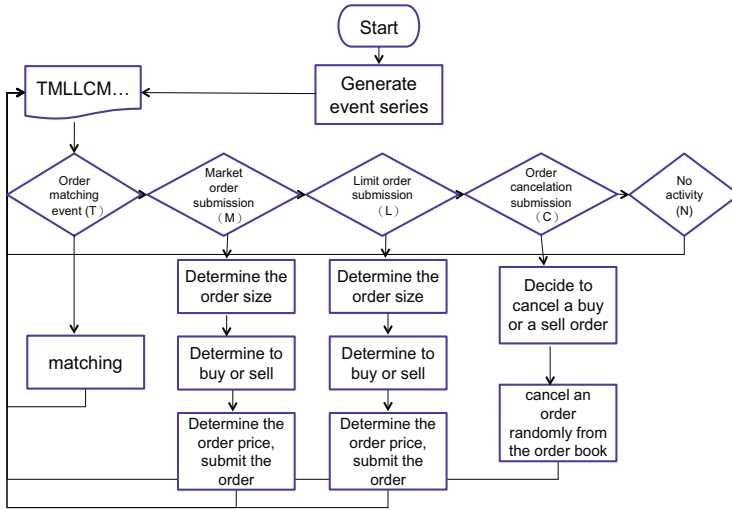 Start
Generate
event series
TMLLCM…
Order
matching
event (T)
Market
order
submission
(M)
Limit order
submission
(L)
Order
cancelation
submission
(C)
No
activity
(N)
Determine the
order size
Determine the
order size
Decide to
cancel a buy
or a sell order
matching
Determine to
buy or sell
Determine to
buy or sell
Determine the
order price,
submit the
order
Determine the
order price,
submit the
order
cancel an
order
randomly from
the order book